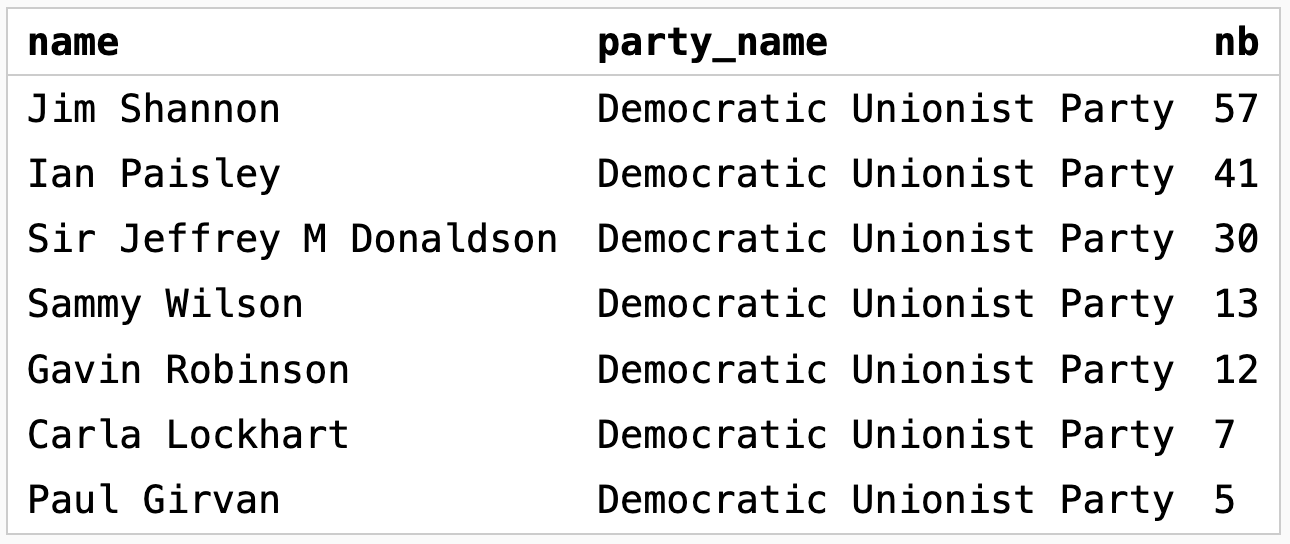 name party_name nb
Jim Shannon Democratic Unionist Party 57
Ian Paisley Democratic Unionist Party 41
Sir Jeffrey M Donaldson Democratic Unionist Party 30
Sammy Wilson Democratic Unionist Party 13
Gavin Robinson Democratic Unionist Party 12
Carla Lockhart Democratic Unionist Party 7
Paul Girvan Democratic Unionist Party 5